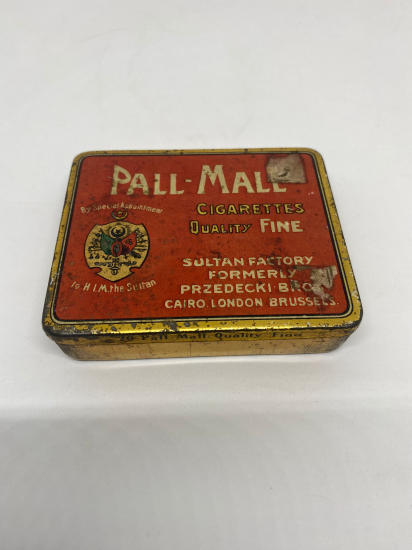 PALL-MALL
By Special Appointment
CIGARETTES
QUALITY FINE
SULTAN FACTORY
FORMERLY
To H.I.M. the Sultan
PRZEDECKI BROS
CAIRO. LONDON BRUSSELS.
20 Pall Mall Quality Fine